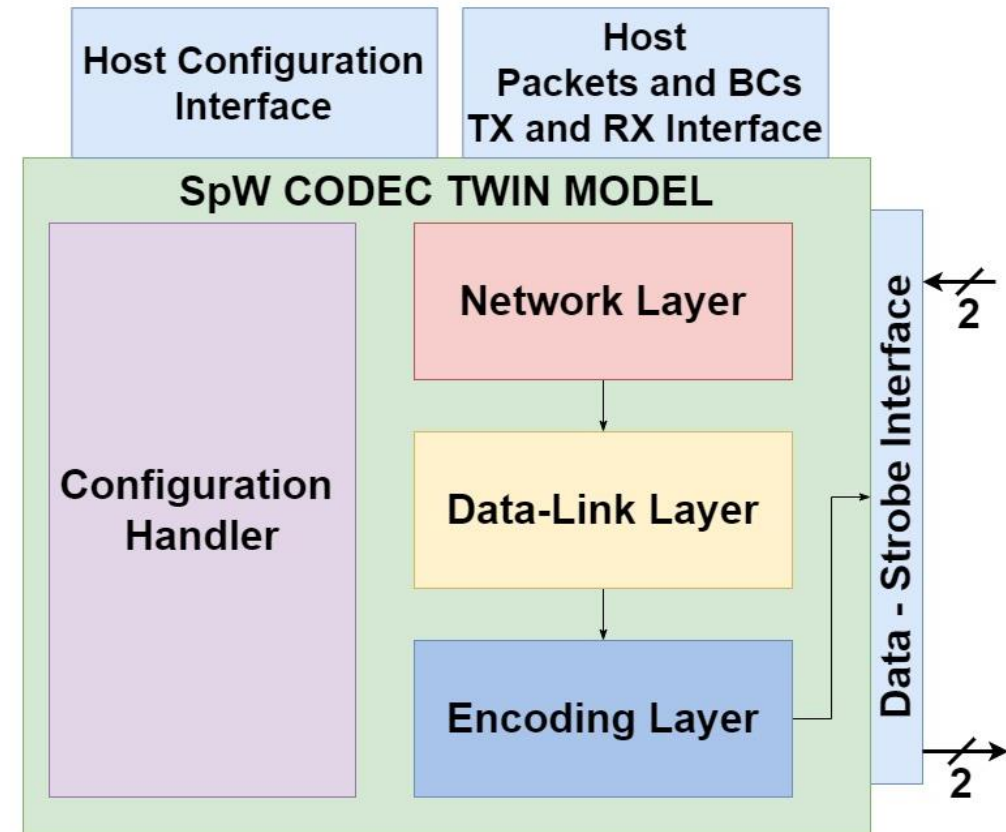 Host Configuration
Interface
Host
Packets and BCs
TX and RX Interface
SpW CODEC TWIN MODEL
Configuration
Handler
Network Layer
Data-Link Layer
Encoding Layer
Data - Strobe Interface
2
2